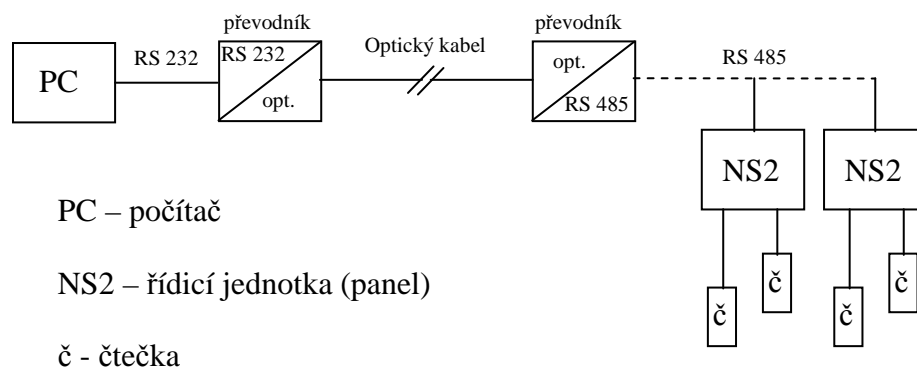 převodník
převodník
PC
RS 232
RS 232
opt.
Optický kabel
opt.
RS 485
RS 485
NS2
NS2
č
č
č
č
PC – počítač
NS2 – řídicí jednotka (panel)
č - čtečka